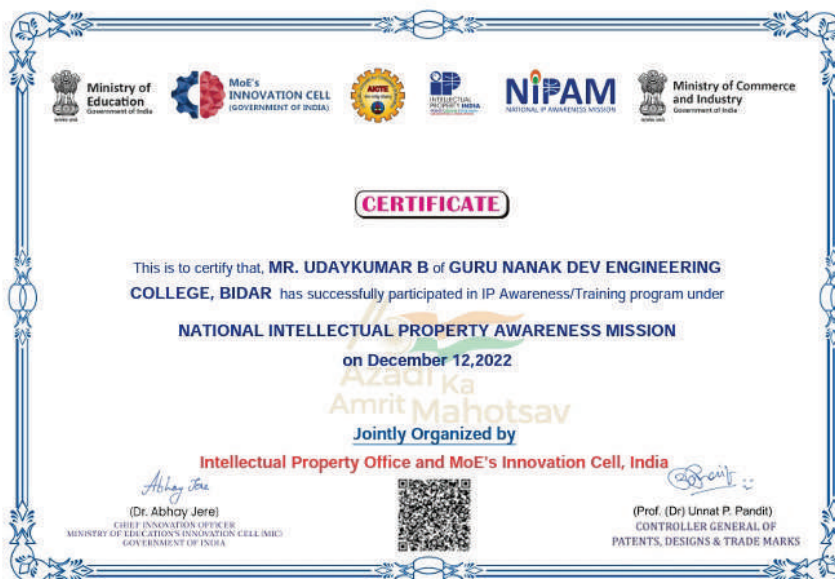 Ministry of
Education
Government of India
MoE's
INNOVATION CELL
(GOVERNMENT OF INDIA)
AICTE
INTELLECTUAL
PROPERTY INDIA
NiPAM
NATIONAL IP AWARENESS MISSION
Ministry of Commerce
and Industry
Government of India
CERTIFICATE
This is to certify that, MR. UDAYKUMAR B of GURU NANAK DEV ENGINEERING
COLLEGE, BIDAR has successfully participated in IP Awareness/Training program under
NATIONAL INTELLECTUAL PROPERTY AWARENESS MISSION
on December 12,2022
Azadi Ka
Amrit Mahotsav
Jointly Organized by
Intellectual Property Office and MoE's Innovation Cell, India
Abhay Jere
(Dr. Abhay Jere)
CHIEF INNOVATION OFFICER
MINISTRY OF EDUCATION'S INNOVATION CELL (MIC)
GOVERNMENT OF INDIA
(Prof. (Dr) Unnat P. Pandit)
CONTROLLER GENERAL OF
PATENTS, DESIGNS & TRADE MARKS